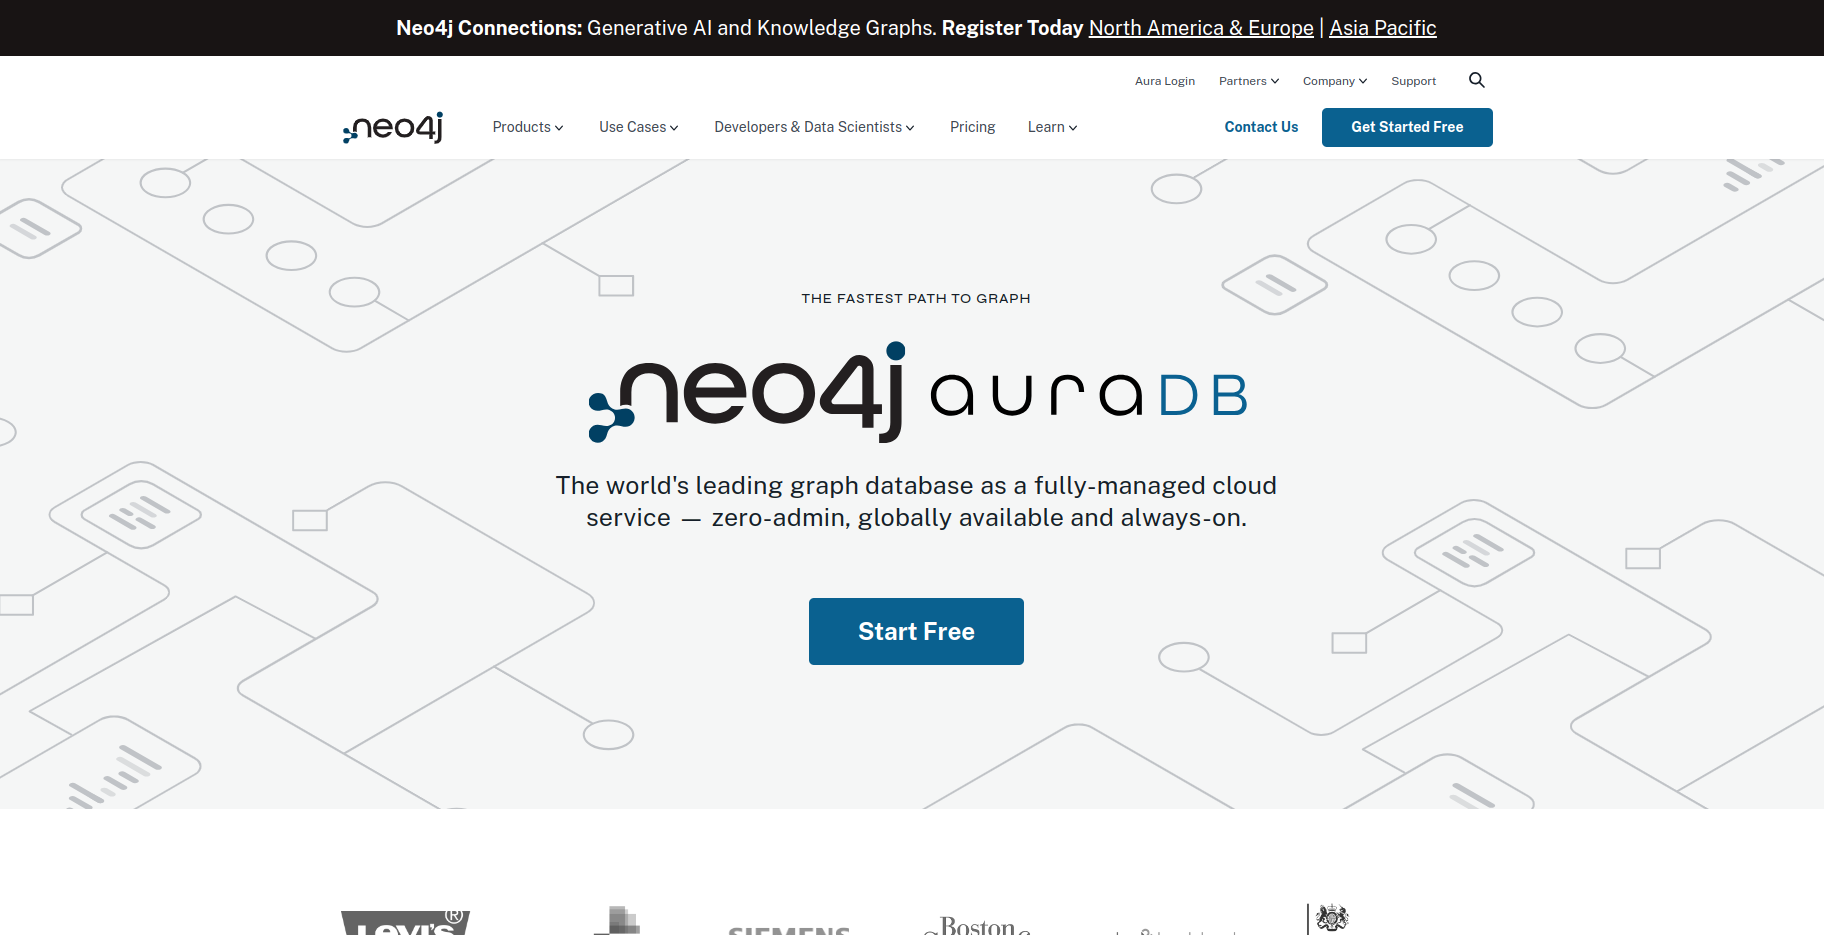 Neo4j Connections: Generative AI and Knowledge Graphs. Register Today North America & Europe | Asia Pacific
Aura Login Partners Company Support
neo4j Products Use Cases Developers & Data Scientists Pricing Learn Contact Us Get Started Free
THE FASTEST PATH TO GRAPH
neo4j auraDB
The world's leading graph database as a fully-managed cloud
service — zero-admin, globally available and always-on.
Start Free
LEVI'S® SIEMENS Boston